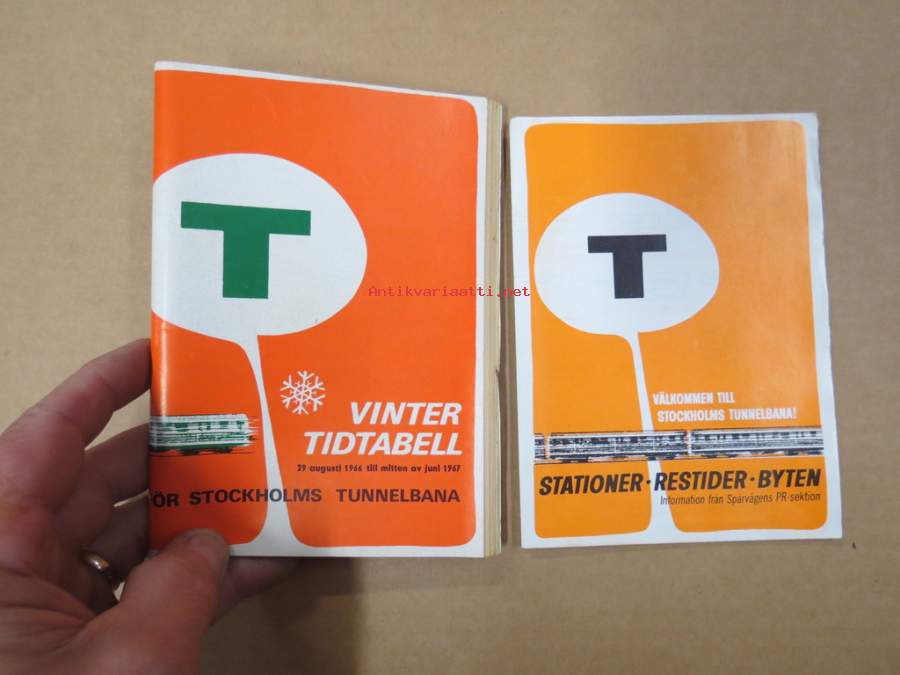 T
VINTER
TIDTABELL
29 augusti 1966 till mitten av juni 1967
ÖR STOCKHOLMS TUNNELBANA
T
VÄLKOMMEN TILL
STOCKHOLMS TUNNELBANA!
STATIONER · RESTIDER · BYTEN
Information från Spårvägens PR-sektion
Antikvariaatti.net